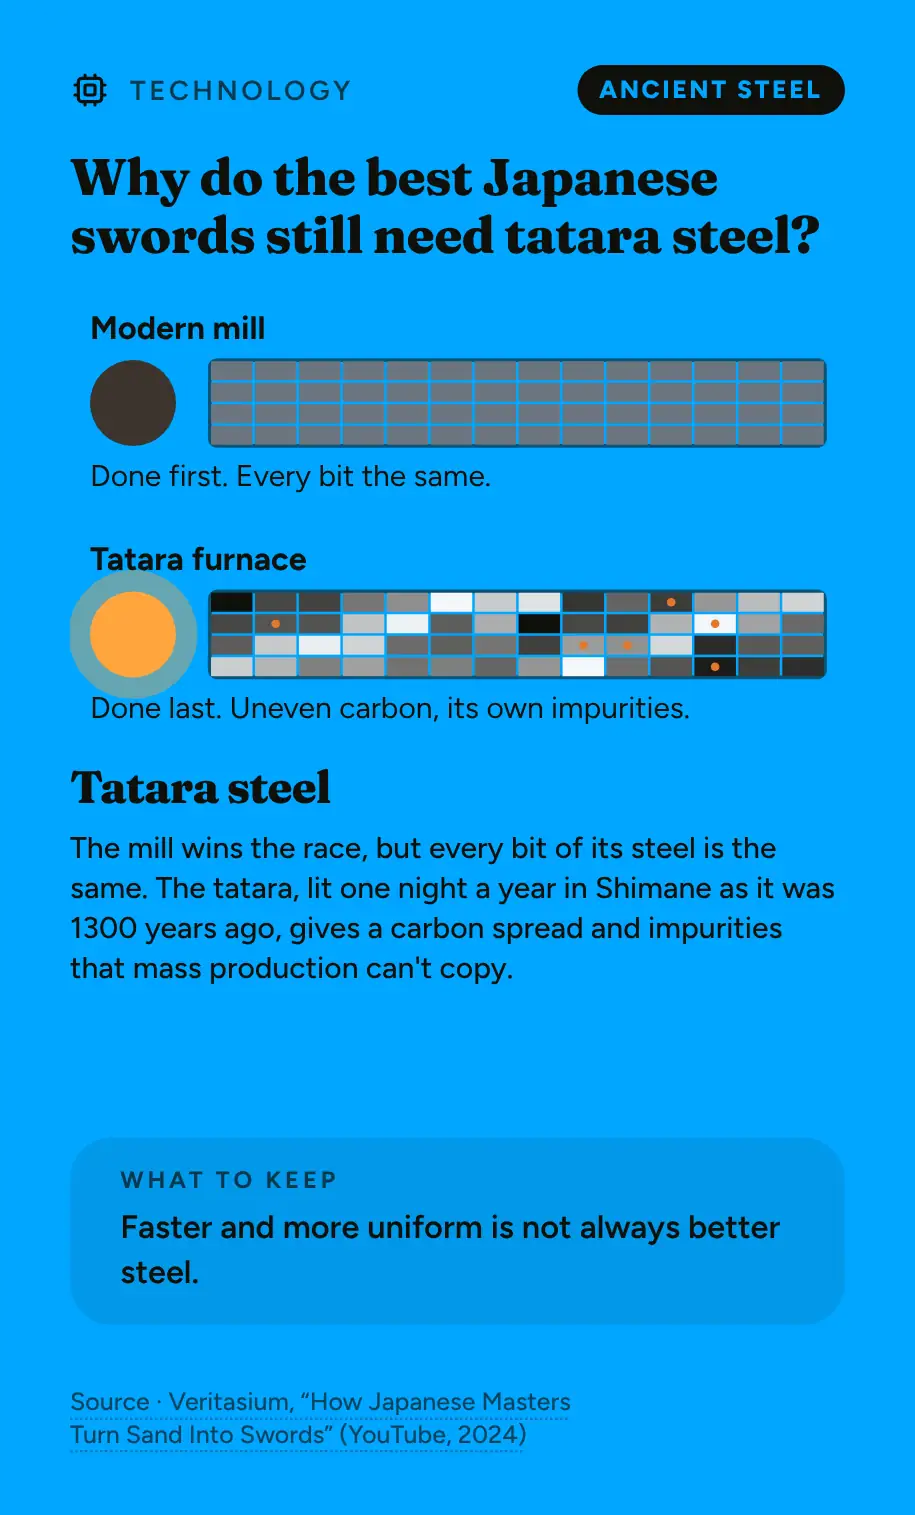 TECHNOLOGY
ANCIENT STEEL
Why do the best Japanese
swords still need tatara steel?
Modern mill
Done first. Every bit the same.
Tatara furnace
Done last. Uneven carbon, its own impurities.
Tatara steel
The mill wins the race, but every bit of its steel is the
same. The tatara, lit one night a year in Shimane as it was
1300 years ago, gives a carbon spread and impurities
that mass production can't copy.
WHAT TO KEEP
Faster and more uniform is not always better
steel.
Source · Veritasium, “How Japanese Masters
Turn Sand Into Swords” (YouTube, 2024)